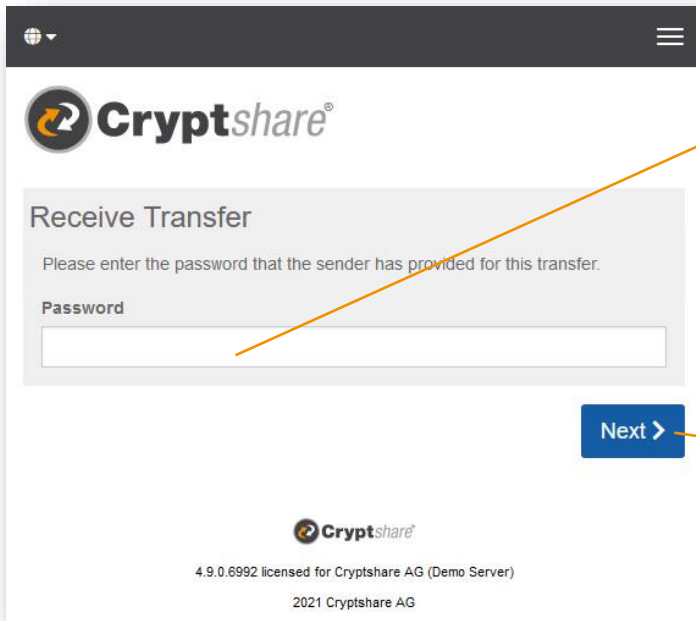 Cryptshare®
Receive Transfer
Please enter the password that the sender has provided for this transfer.
Password
Next
Cryptshare®
4.9.0.6992 licensed for Cryptshare AG (Demo Server)
2021 Cryptshare AG